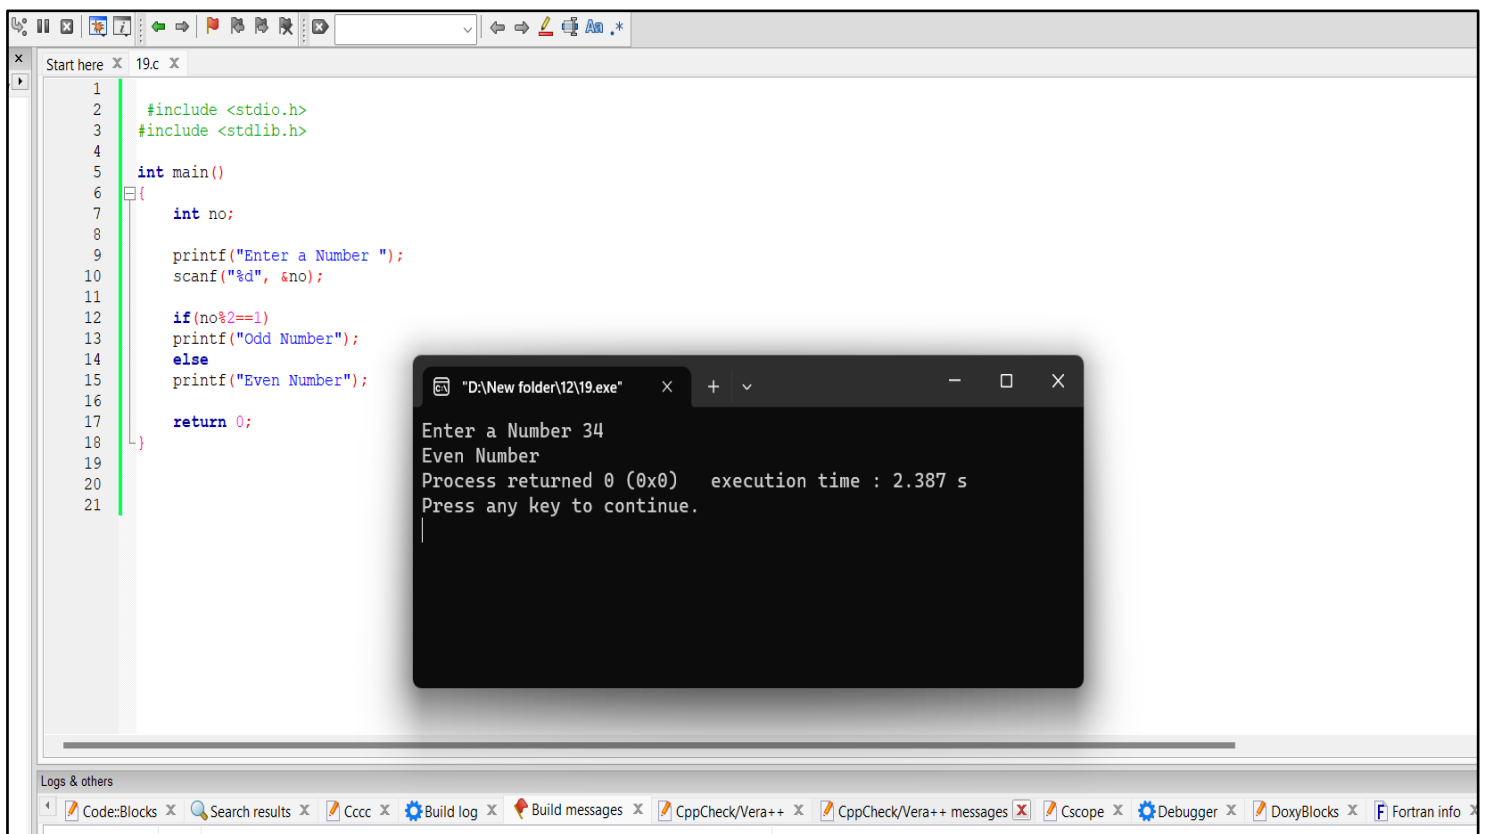 Start here X 19.c X
1
2 #include <stdio.h>
3 #include <stdlib.h>
4
5 int main()
6 {
7 int no;
8
9 printf("Enter a Number ");
10 scanf("%d", &no);
11
12 if(no%2==1)
13 printf("Odd Number");
14 else
15 printf("Even Number");
16
17 return 0;
18 }
19
20
21
"D:\New folder\12\19.exe"
Enter a Number 34
Even Number
Process returned 0 (0x0) execution time : 2.387 s
Press any key to continue.
Logs & others
Code::Blocks X Search results X Cccc X Build log X Build messages X CppCheck/Vera++ X CppCheck/Vera++ messages X Cscope X Debugger X DoxyBlocks X Fortran info X